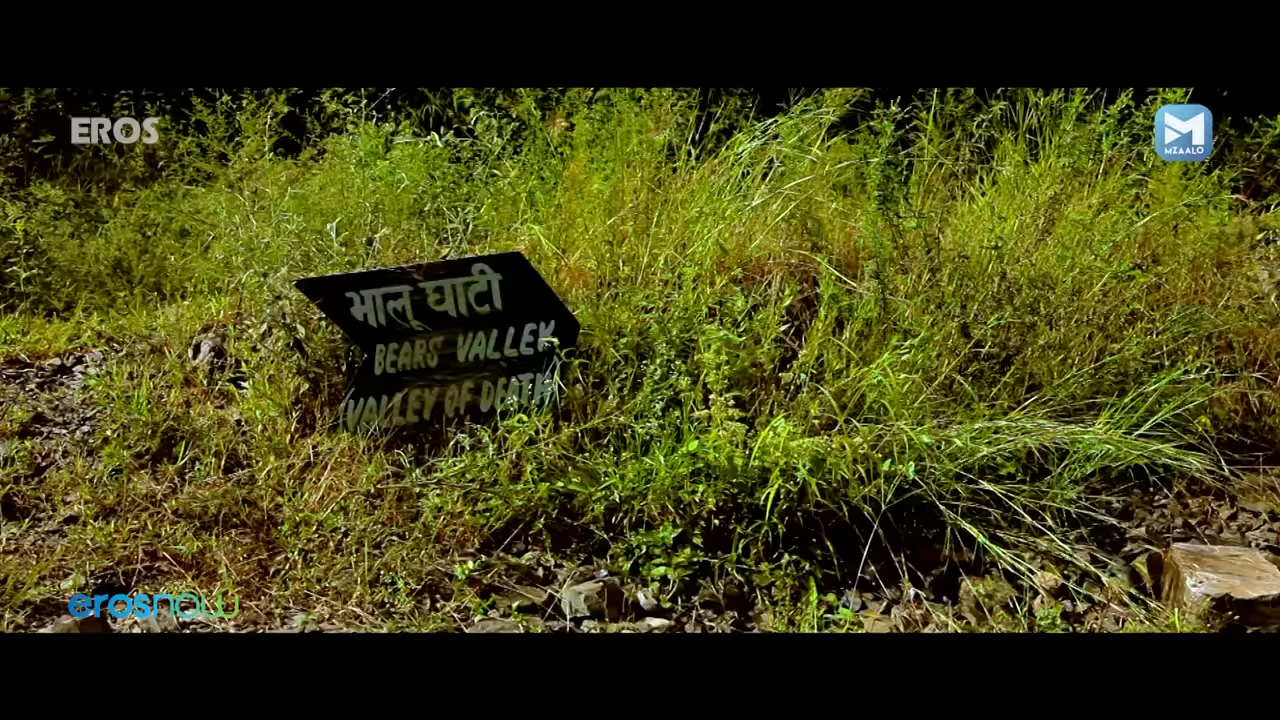 EROS
MZAALO
भालू घाटी
BEARS VALLEY
VALLEY OF DEATH
erosnow